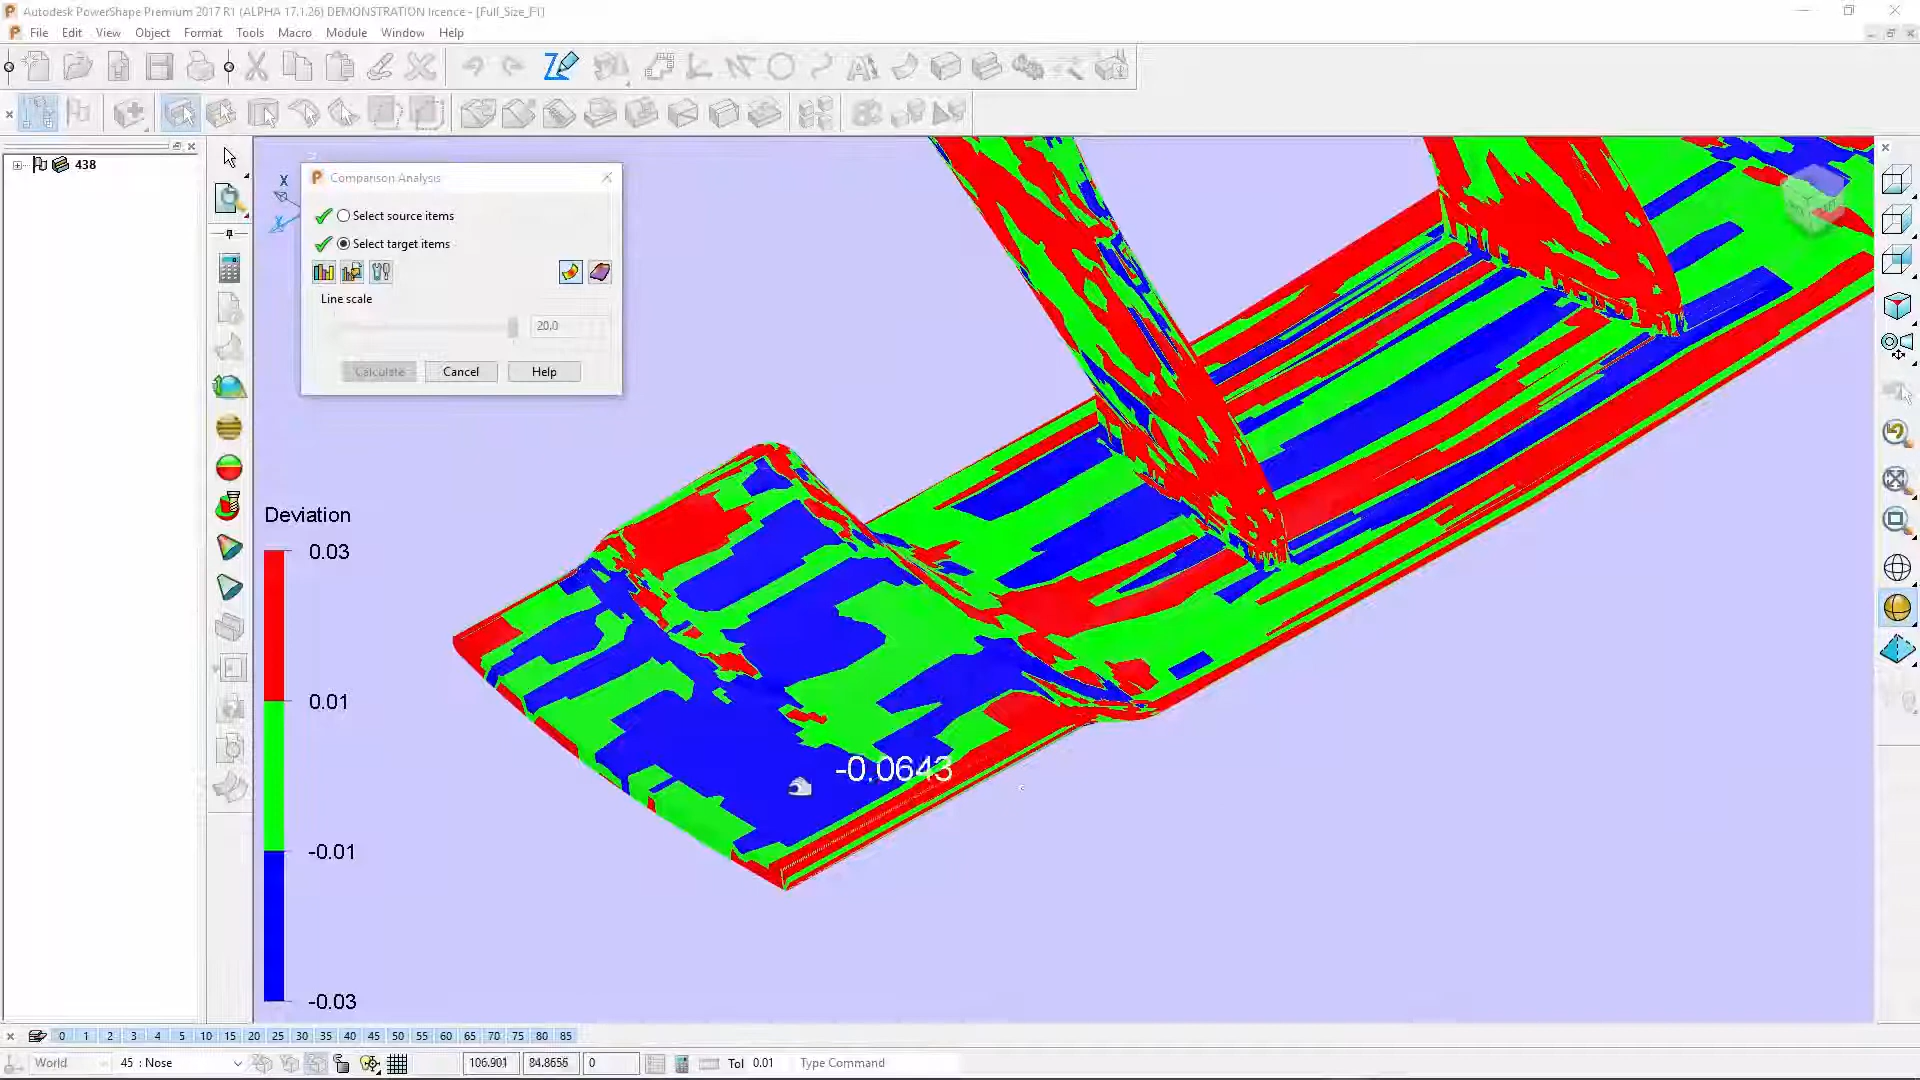 Autodesk PowerShape Premium 2017 R1 (ALPHA 17.1.26) DEMONSTRATION licence - [Full_Size_F1]
File Edit View Object Format Tools Macro Module Window Help
438
X
Comparison Analysis
Select source items
Select target items
Line scale
20.0
Calculate Cancel Help
Deviation
0.03
0.01
-0.01
-0.03
-0.0643
0 1 2 3 4 5 10 15 20 25 30 35 40 45 50 55 60 65 70 75 80 85
World 45 : Nose 106.901 84.8656 0 Tol 0.01 Type Command